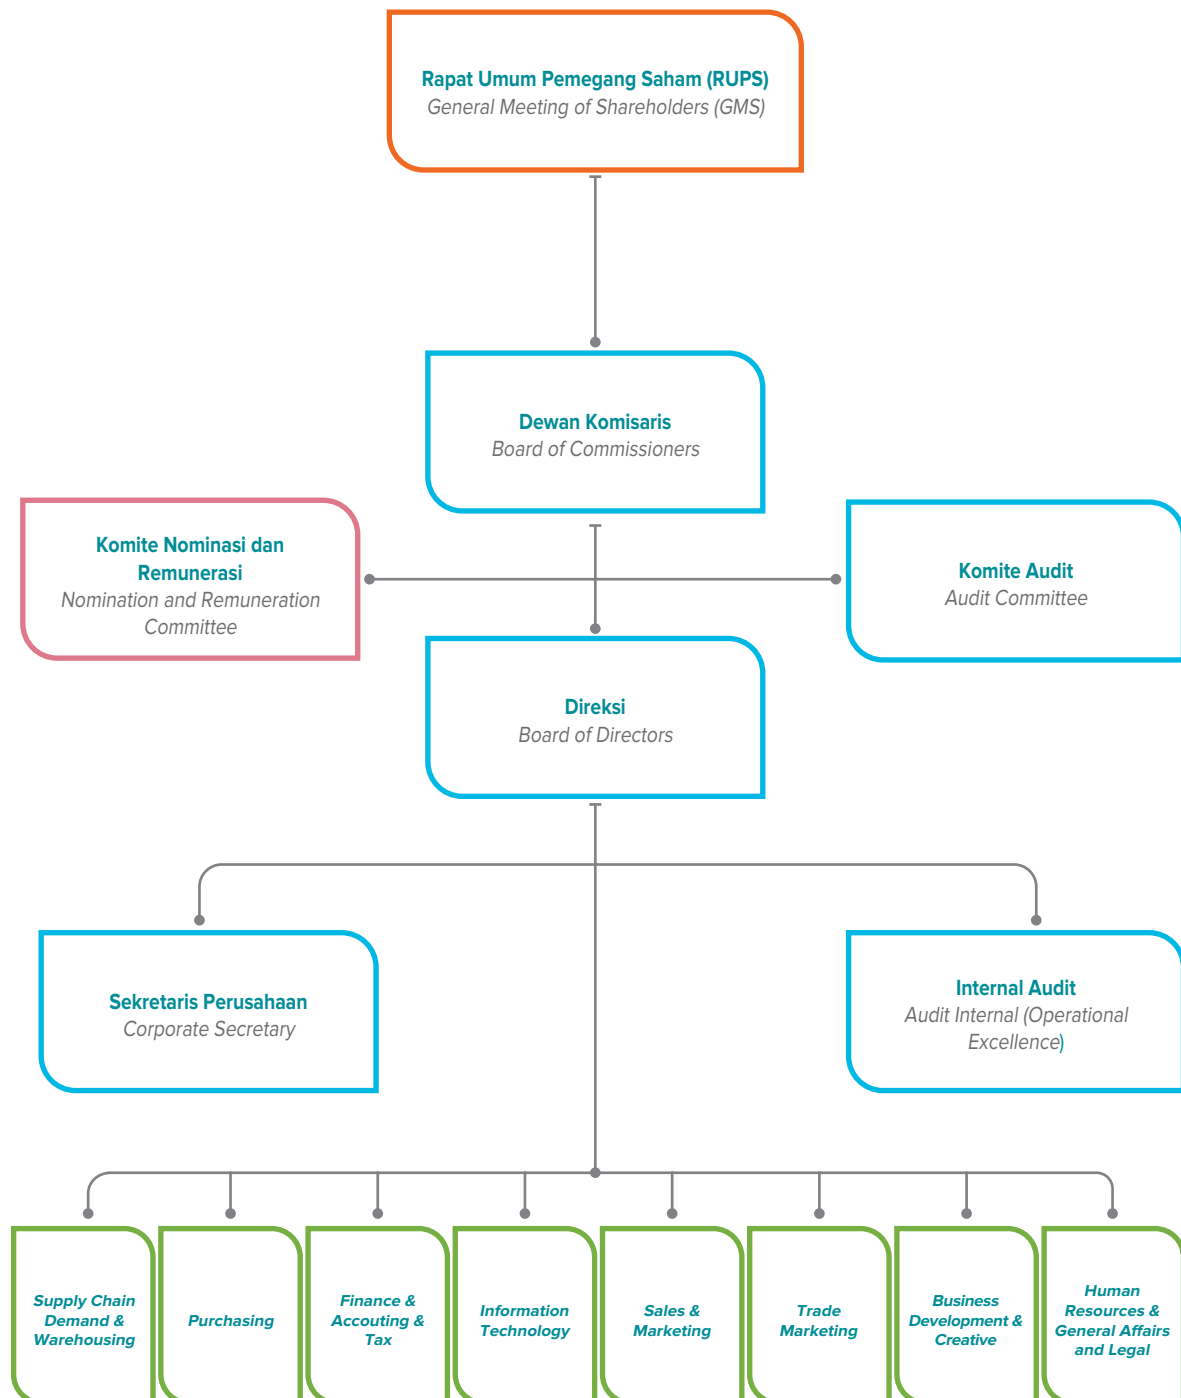 Rapat Umum Pemegang Saham (RUPS)
General Meeting of Shareholders (GMS)
Dewan Komisaris
Board of Commissioners
Komite Nominasi dan
Remunerasi
Nomination and Remuneration
Committee
Komite Audit
Audit Committee
Direksi
Board of Directors
Sekretaris Perusahaan
Corporate Secretary
Internal Audit
Audit Internal (Operational
Excellence)
Supply Chain
Demand &
Warehousing
Purchasing
Finance &
Accouting &
Tax
Information
Technology
Sales &
Marketing
Trade
Marketing
Business
Development &
Creative
Human
Resources &
General Affairs
and Legal